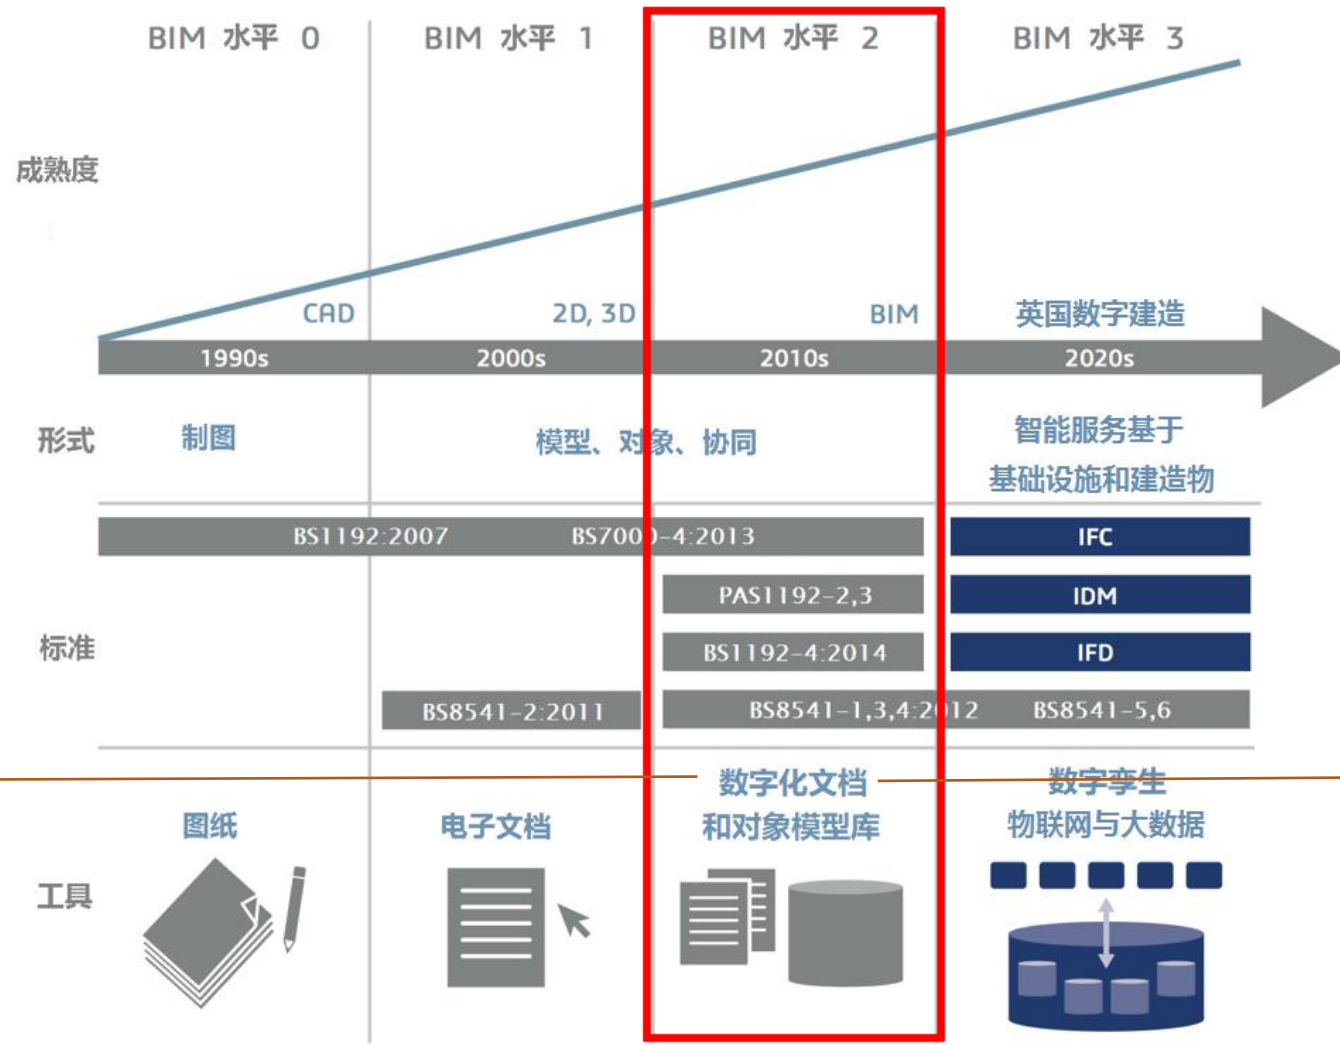 BIM 水平 0
BIM 水平 1
BIM 水平 2
BIM 水平 3
成熟度
CAD
2D, 3D
BIM
英国数字建造
1990s
2000s
2010s
2020s
形式
制图
模型、对象、协同
智能服务基于
基础设施和建造物
标准
BS1192:2007
BS7000-4:2013
IFC
PAS1192-2,3
IDM
BS1192-4:2014
IFD
BS8541-2:2011
BS8541-1,3,4:2012
BS8541-5,6
工具
图纸
电子文档
数字化文档
和对象模型库
数字孪生
物联网与大数据